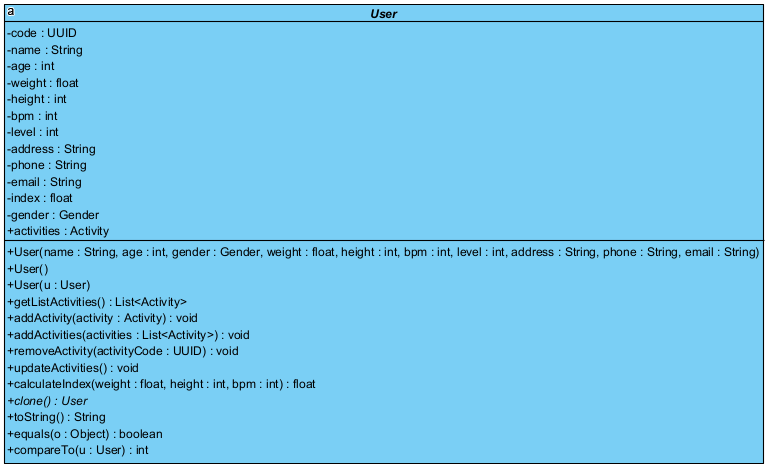 a
User
-code : UUID
-name : String
-age : int
-weight : float
-height : int
-bpm : int
-level : int
-address : String
-phone : String
-email : String
-index : float
-gender : Gender
+activities : Activity
+User(name : String, age : int, gender : Gender, weight : float, height : int, bpm : int, level : int, address : String, phone : String, email : String)
+User()
+User(u : User)
+getListActivities() : List<Activity>
+addActivity(activity : Activity) : void
+addActivities(activities : List<Activity>) : void
+removeActivity(activityCode : UUID) : void
+updateActivities() : void
+calculateIndex(weight : float, height : int, bpm : int) : float
+clone() : User
+toString() : String
+equals(o : Object) : boolean
+compareTo(u : User) : int